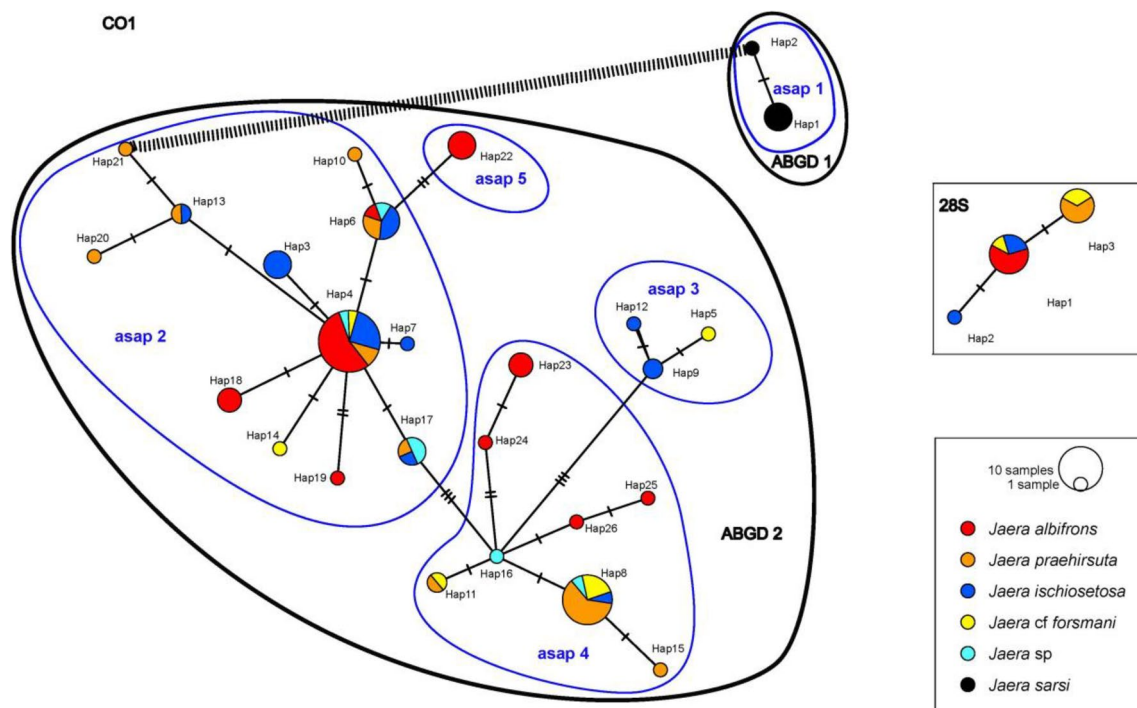 CO1
Hap2
asap 1
Hap1
ABGD 1
Hap21
Hap10
Hap22
asap 5
Hap13
Hap6
Hap20
Hap3
Hap4
asap 2
Hap7
asap 3
Hap12
Hap5
Hap9
Hap18
Hap23
Hap14
Hap17
Hap24
Hap19
Hap25
Hap26
ABGD 2
Hap16
Hap8
Hap11
asap 4
Hap15
28S
Hap3
Hap1
Hap2
10 samples
1 sample
Jaera albifrons
Jaera praehirsuta
Jaera ischiosetosa
Jaera cf forsmani
Jaera sp
Jaera sarsi